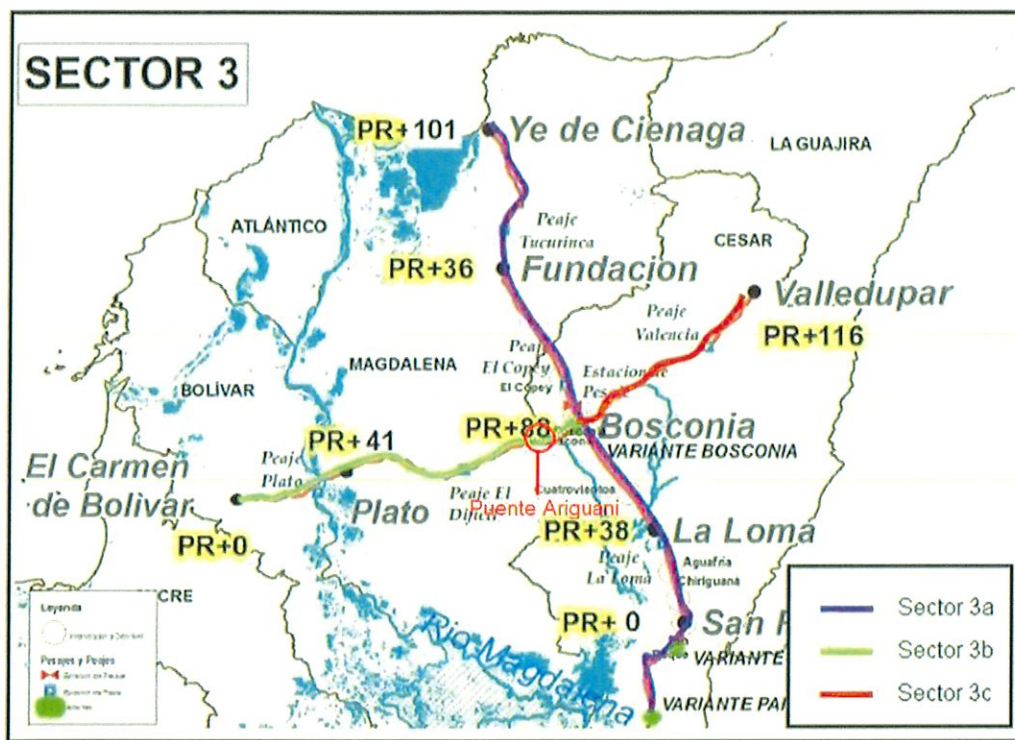 SECTOR 3
PR+101
Ye de Cienaga
LA GUAJIRA
ATLÁNTICO
Peaje
Tucurinca
CESAR
PR+36
Fundacion
Valledupar
Peaje
Valencia
PR+116
Peaje
El Copey
El Copey
MAGDALENA
Estacion de
Pesaje
BOLÍVAR
PR+88
Bosconia
VARIANTE BOSCONIA
PR+41
El Carmen
de Bolivar
Peaje
Plato
Plato
Peaje El
Dificil
Cuatrovientos
Puente Ariguani
PR+0
PR+38
La Loma
Peaje
La Loma
Aguafria
Chiriguana
CRE
PR+ 0
San
VARIANTE
VARIANTE PAI
Rio Magdalena
Leyenda
Pesajes y Peajes
Sector 3a
Sector 3b
Sector 3c